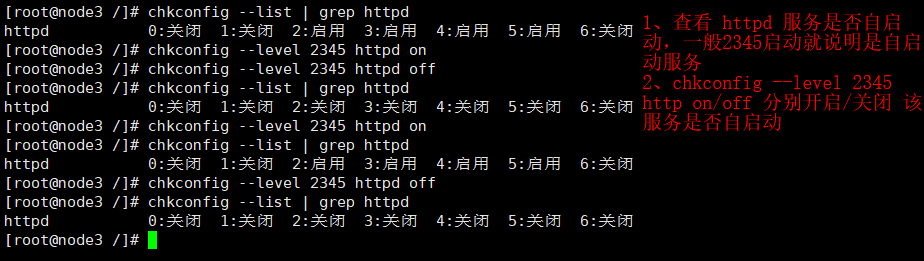 [root@node3 /]# chkconfig --list | grep httpd
httpd 0:关闭 1:关闭 2:启用 3:启用 4:启用 5:启用 6:关闭
[root@node3 /]# chkconfig --level 2345 httpd on
[root@node3 /]# chkconfig --level 2345 httpd off
[root@node3 /]# chkconfig --list | grep httpd
httpd 0:关闭 1:关闭 2:关闭 3:关闭 4:关闭 5:关闭 6:关闭
[root@node3 /]# chkconfig --level 2345 httpd on
[root@node3 /]# chkconfig --list | grep httpd
httpd 0:关闭 1:关闭 2:启用 3:启用 4:启用 5:启用 6:关闭
[root@node3 /]# chkconfig --level 2345 httpd off
[root@node3 /]# chkconfig --list | grep httpd
httpd 0:关闭 1:关闭 2:关闭 3:关闭 4:关闭 5:关闭 6:关闭
[root@node3 /]#
1、查看 httpd 服务是否自启
动，一般2345启动就说明是自启
动服务
2、chkconfig --level 2345
http on/off 分别开启/关闭 该
服务是否自启动